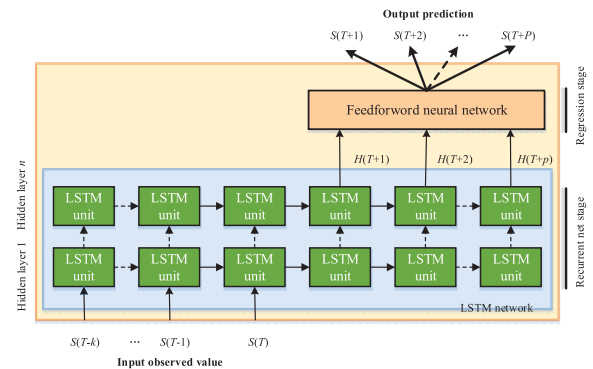 Output prediction
S(T+1) S(T+2) ... S(T+P)
Feedforword neural network
Regression stage
H(T+1) H(T+2) H(T+p)
Hidden layer n
LSTM unit LSTM unit LSTM unit LSTM unit LSTM unit LSTM unit
Hidden layer 1
LSTM unit LSTM unit LSTM unit LSTM unit LSTM unit LSTM unit
Recurrent net stage
LSTM network
S(T-k) ... S(T-1) S(T)
Input observed value